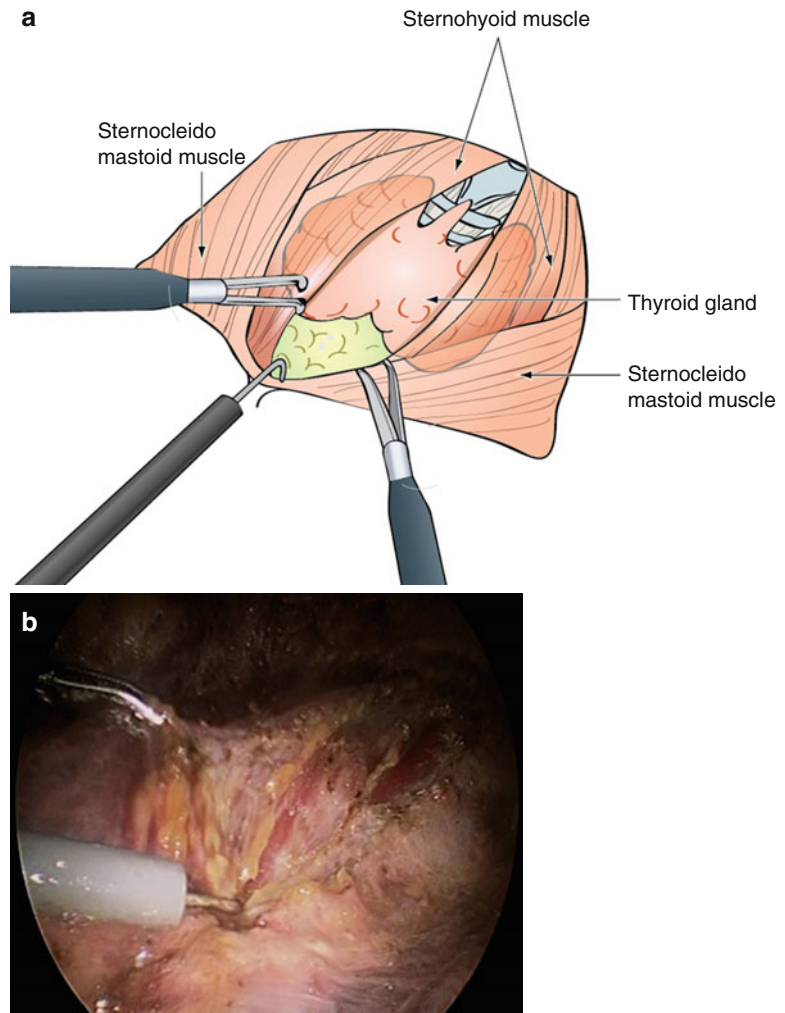 a
Sternohyoid muscle
Sternocleido
mastoid muscle
Thyroid gland
Sternocleido
mastoid muscle
b